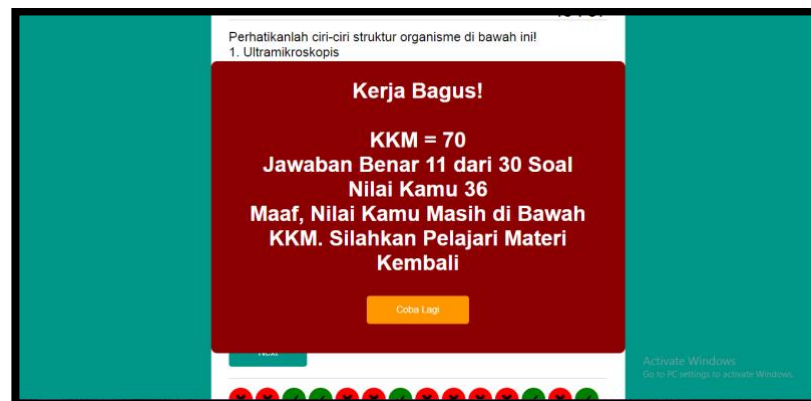 Perhatikanlah ciri-ciri struktur organisme di bawah ini!
1. Ultramikroskopis
Kerja Bagus!
KKM = 70
Jawaban Benar 11 dari 30 Soal
Nilai Kamu 36
Maaf, Nilai Kamu Masih di Bawah
KKM. Silahkan Pelajari Materi
Kembali
Coba Lagi
Activate Windows
Go to PC settings to activate Windows.